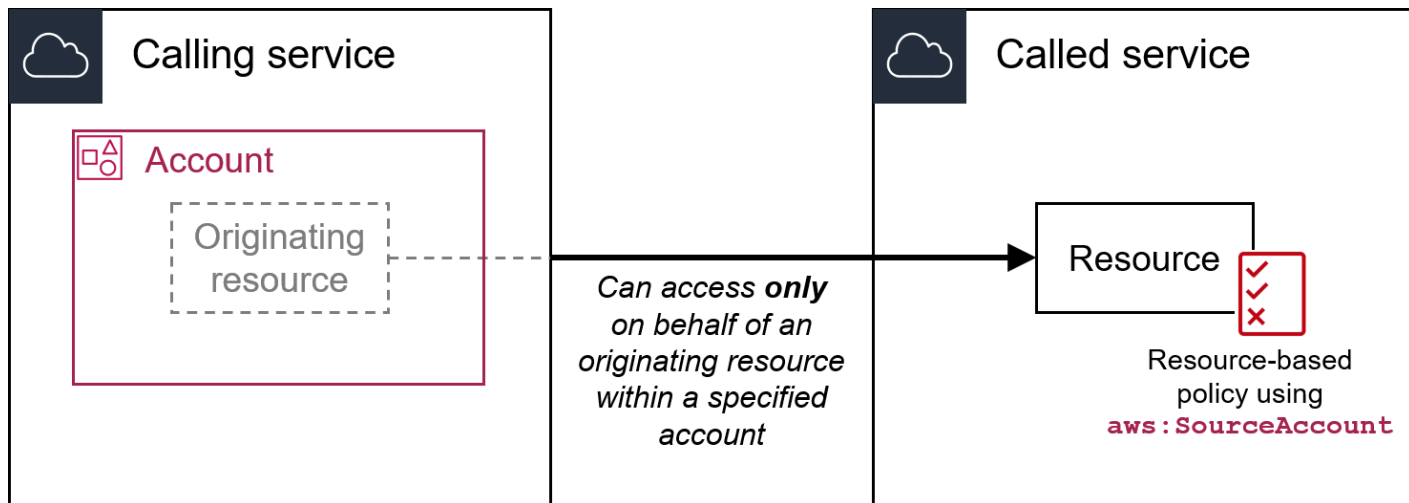 Calling service
Called service
Account
Originating
resource
Can access only
on behalf of an
originating resource
within a specified
account
Resource
Resource-based
policy using
aws:SourceAccount